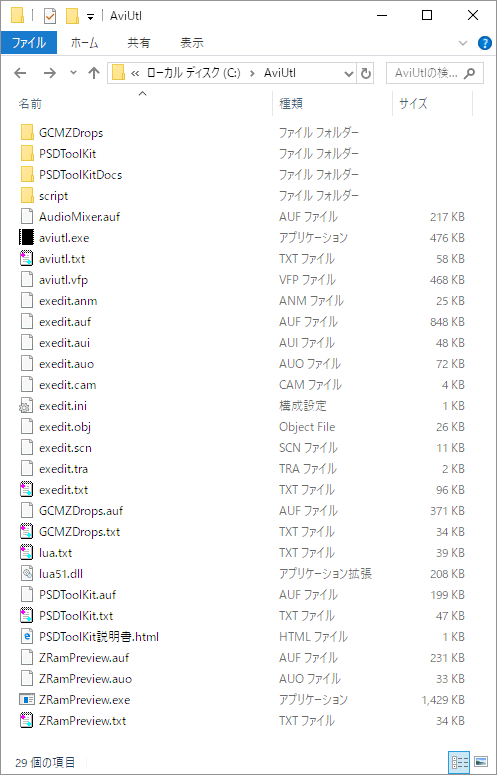 AviUtl
ファイル ホーム 共有 表示
« ローカル ディスク (C:) › AviUtl AviUtlの検...
名前 種類 サイズ
GCMZDrops ファイル フォルダー
PSDToolKit ファイル フォルダー
PSDToolKitDocs ファイル フォルダー
script ファイル フォルダー
AudioMixer.auf AUF ファイル 217 KB
aviutl.exe アプリケーション 476 KB
aviutl.txt TXT ファイル 58 KB
aviutl.vfp VFP ファイル 468 KB
exedit.anm ANM ファイル 25 KB
exedit.auf AUF ファイル 848 KB
exedit.aui AUI ファイル 48 KB
exedit.auo AUO ファイル 72 KB
exedit.cam CAM ファイル 4 KB
exedit.ini 構成設定 1 KB
exedit.obj Object File 26 KB
exedit.scn SCN ファイル 11 KB
exedit.tra TRA ファイル 2 KB
exedit.txt TXT ファイル 96 KB
GCMZDrops.auf AUF ファイル 371 KB
GCMZDrops.txt TXT ファイル 34 KB
lua.txt TXT ファイル 39 KB
lua51.dll アプリケーション拡張 208 KB
PSDToolKit.auf AUF ファイル 199 KB
PSDToolKit.txt TXT ファイル 47 KB
PSDToolKit説明書.html HTML ファイル 1 KB
ZRamPreview.auf AUF ファイル 231 KB
ZRamPreview.auo AUO ファイル 33 KB
ZRamPreview.exe アプリケーション 1,429 KB
ZRamPreview.txt TXT ファイル 34 KB
29 個の項目